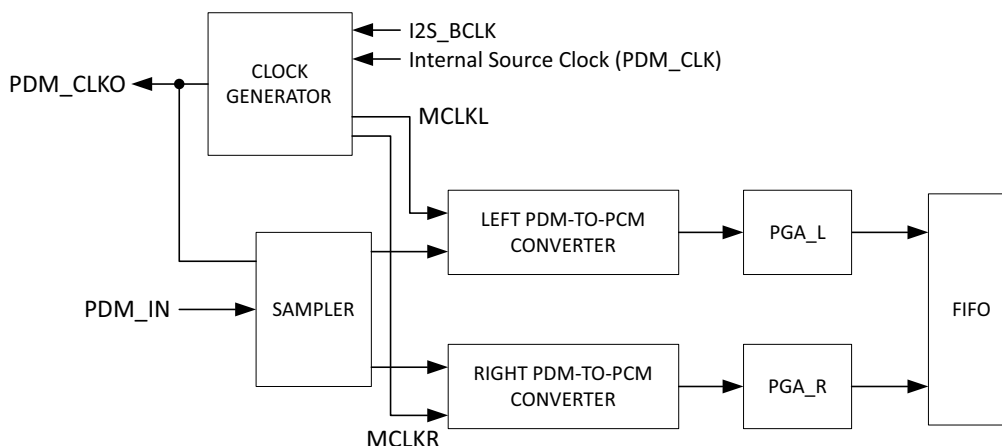 I2S_BCLK
Internal Source Clock (PDM_CLK)
PDM_CLKO
CLOCK
GENERATOR
MCLKL
LEFT PDM-TO-PCM
CONVERTER
PGA_L
PDM_IN
SAMPLER
FIFO
RIGHT PDM-TO-PCM
CONVERTER
PGA_R
MCLKR